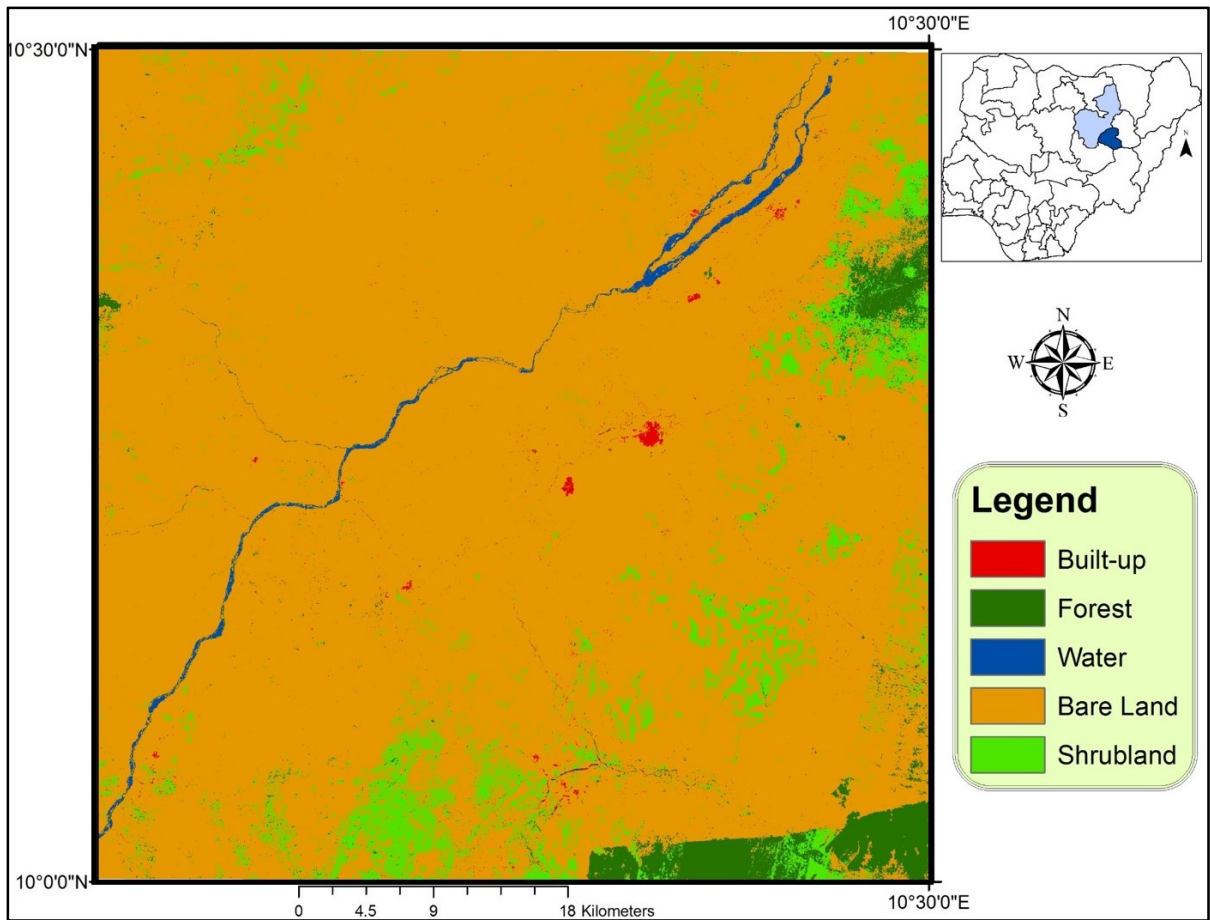 10°30'0"E
10°30'0"N
N
N
W E
S
Legend
Built-up
Forest
Water
Bare Land
Shrubland
10°0'0"N
10°30'0"E
0 4.5 9 18 Kilometers